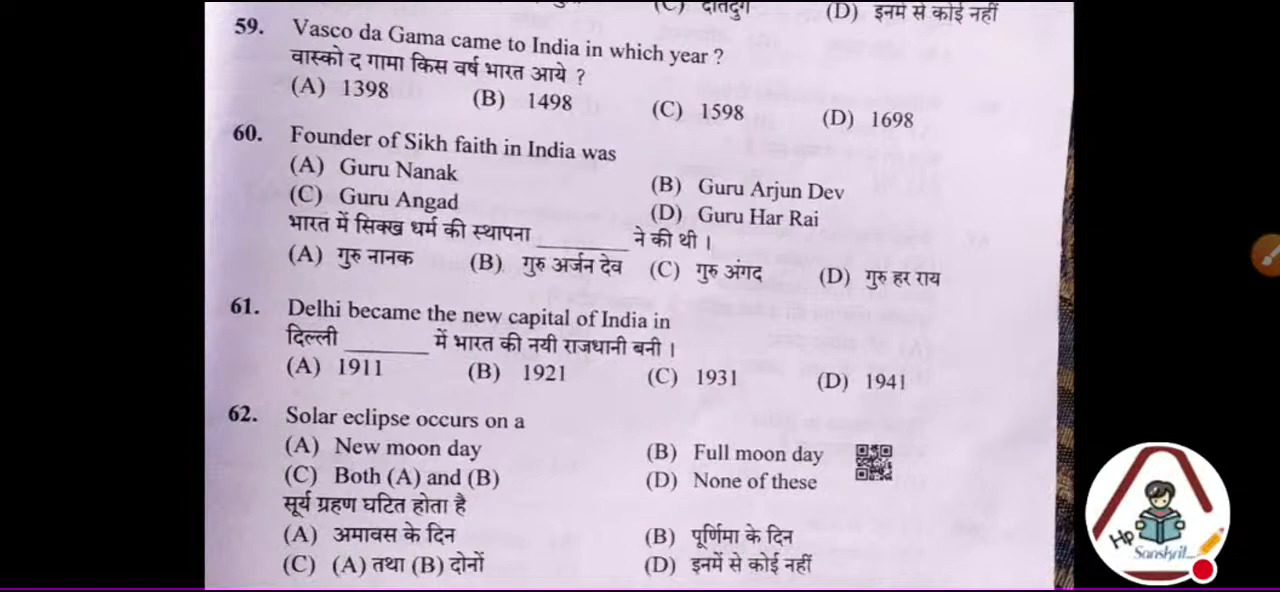 (C) दंतिदुर्ग (D) इनमें से कोई नहीं
59. Vasco da Gama came to India in which year ?
वास्को द गामा किस वर्ष भारत आये ?
(A) 1398 (B) 1498 (C) 1598 (D) 1698
60. Founder of Sikh faith in India was
(A) Guru Nanak (B) Guru Arjun Dev
(C) Guru Angad (D) Guru Har Rai
भारत में सिक्ख धर्म की स्थापना ________ ने की थी ।
(A) गुरु नानक (B) गुरु अर्जन देव (C) गुरु अंगद (D) गुरु हर राय
61. Delhi became the new capital of India in
दिल्ली ________ में भारत की नयी राजधानी बनी ।
(A) 1911 (B) 1921 (C) 1931 (D) 1941
62. Solar eclipse occurs on a
(A) New moon day (B) Full moon day
(C) Both (A) and (B) (D) None of these
सूर्य ग्रहण घटित होता है
(A) अमावस के दिन (B) पूर्णिमा के दिन
(C) (A) तथा (B) दोनों (D) इनमें से कोई नहीं
Hp
Sanskrit